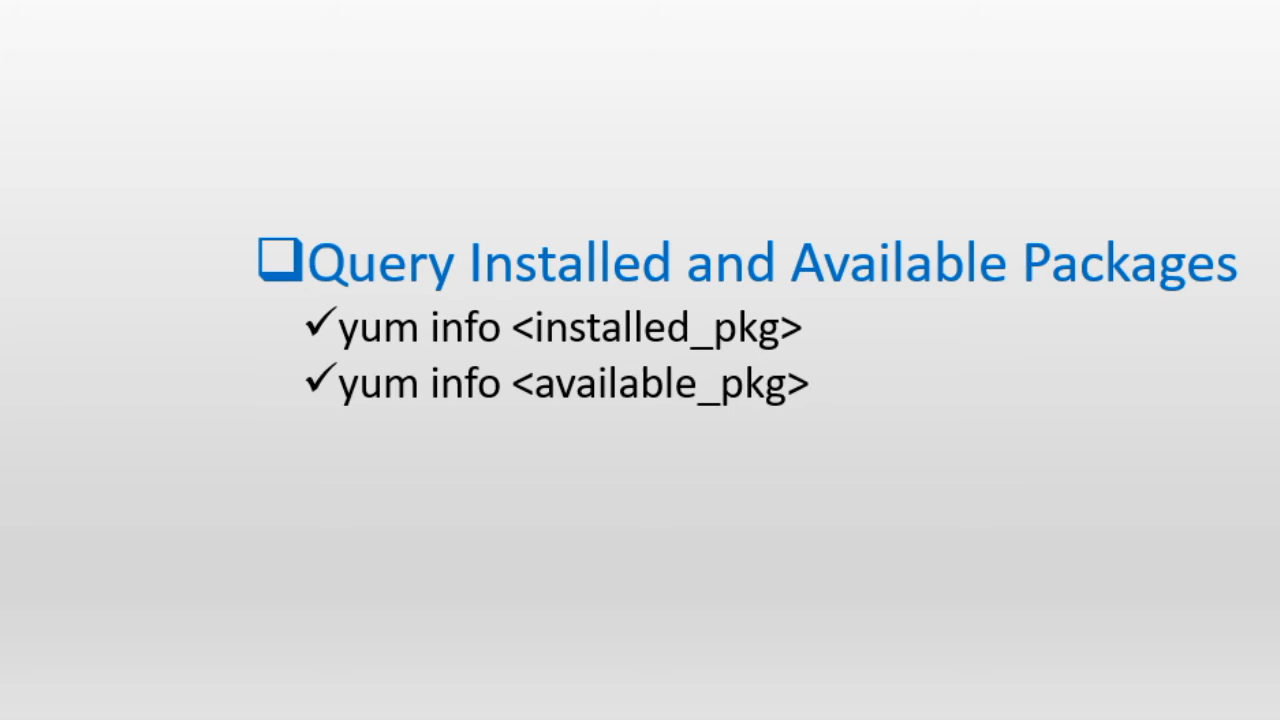 Query Installed and Available Packages
yum info <installed_pkg>
yum info <available_pkg>